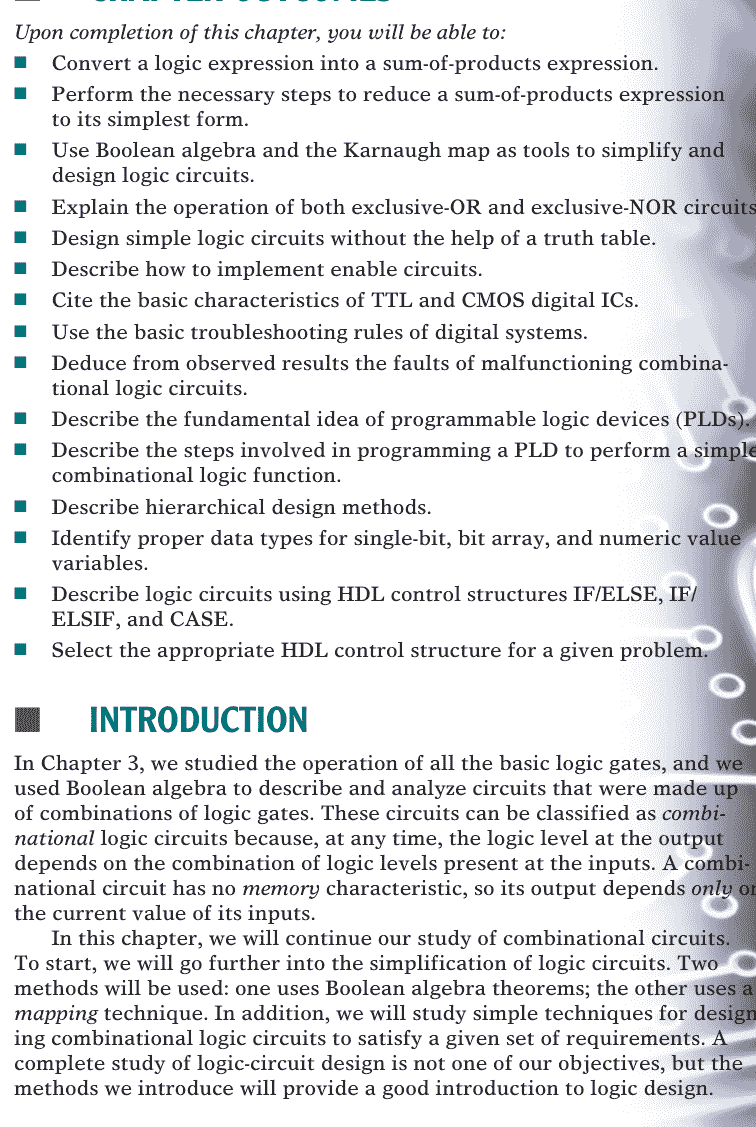 Upon completion of this chapter, you will be able to:
■ Convert a logic expression into a sum-of-products expression.
■ Perform the necessary steps to reduce a sum-of-products expression
to its simplest form.
■ Use Boolean algebra and the Karnaugh map as tools to simplify and
design logic circuits.
■ Explain the operation of both exclusive-OR and exclusive-NOR circuits
■ Design simple logic circuits without the help of a truth table.
■ Describe how to implement enable circuits.
■ Cite the basic characteristics of TTL and CMOS digital ICs.
■ Use the basic troubleshooting rules of digital systems.
■ Deduce from observed results the faults of malfunctioning combina-
tional logic circuits.
■ Describe the fundamental idea of programmable logic devices (PLDs).
■ Describe the steps involved in programming a PLD to perform a simple
combinational logic function.
■ Describe hierarchical design methods.
■ Identify proper data types for single-bit, bit array, and numeric value
variables.
■ Describe logic circuits using HDL control structures IF/ELSE, IF/
ELSIF, and CASE.
■ Select the appropriate HDL control structure for a given problem.
■ INTRODUCTION
In Chapter 3, we studied the operation of all the basic logic gates, and we
used Boolean algebra to describe and analyze circuits that were made up
of combinations of logic gates. These circuits can be classified as combi-
national logic circuits because, at any time, the logic level at the output
depends on the combination of logic levels present at the inputs. A combi-
national circuit has no memory characteristic, so its output depends only on
the current value of its inputs.
In this chapter, we will continue our study of combinational circuits.
To start, we will go further into the simplification of logic circuits. Two
methods will be used: one uses Boolean algebra theorems; the other uses a
mapping technique. In addition, we will study simple techniques for design
ing combinational logic circuits to satisfy a given set of requirements. A
complete study of logic-circuit design is not one of our objectives, but the
methods we introduce will provide a good introduction to logic design.